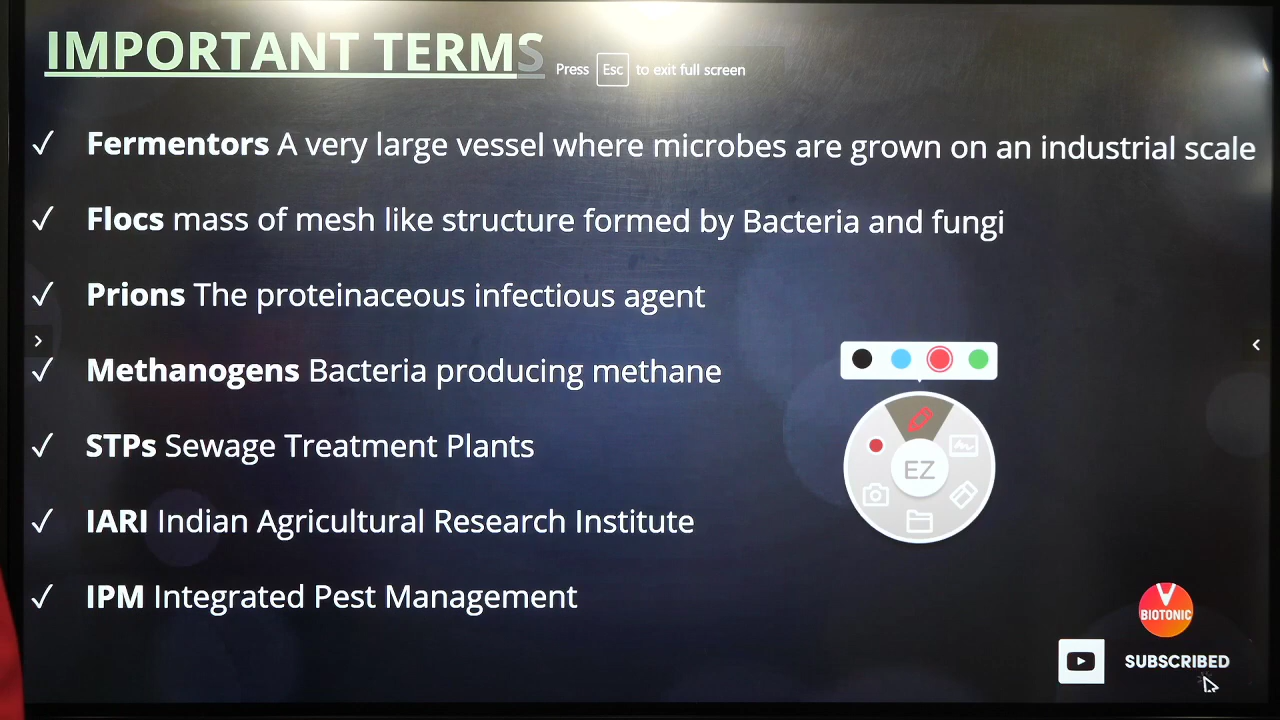 IMPORTANT TERMS
Press Esc to exit full screen
✓ Fermentors A very large vessel where microbes are grown on an industrial scale
✓ Flocs mass of mesh like structure formed by Bacteria and fungi
✓ Prions The proteinaceous infectious agent
✓ Methanogens Bacteria producing methane
✓ STPs Sewage Treatment Plants
EZ
✓ IARI Indian Agricultural Research Institute
✓ IPM Integrated Pest Management
BIOTONIC
SUBSCRIBED